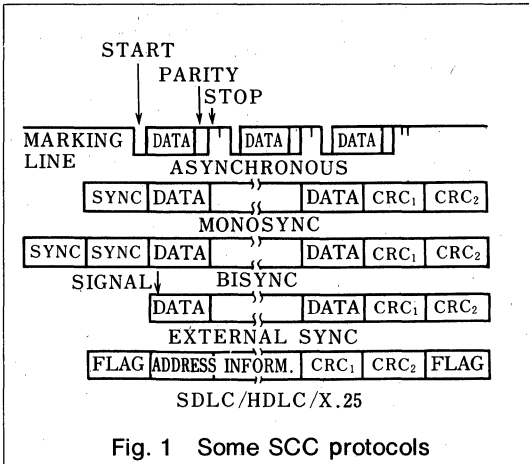 START
PARITY
STOP
MARKING LINE
DATA DATA DATA
ASYNCHRONOUS
SYNC DATA DATA CRC₁ CRC₂
MONOSYNC
SYNC SYNC DATA DATA CRC₁ CRC₂
SIGNAL BISYNC
DATA DATA CRC₁ CRC₂
EXTERNAL SYNC
FLAG ADDRESS INFORM. CRC₁ CRC₂ FLAG
SDLC/HDLC/X.25
Fig. 1 Some SCC protocols